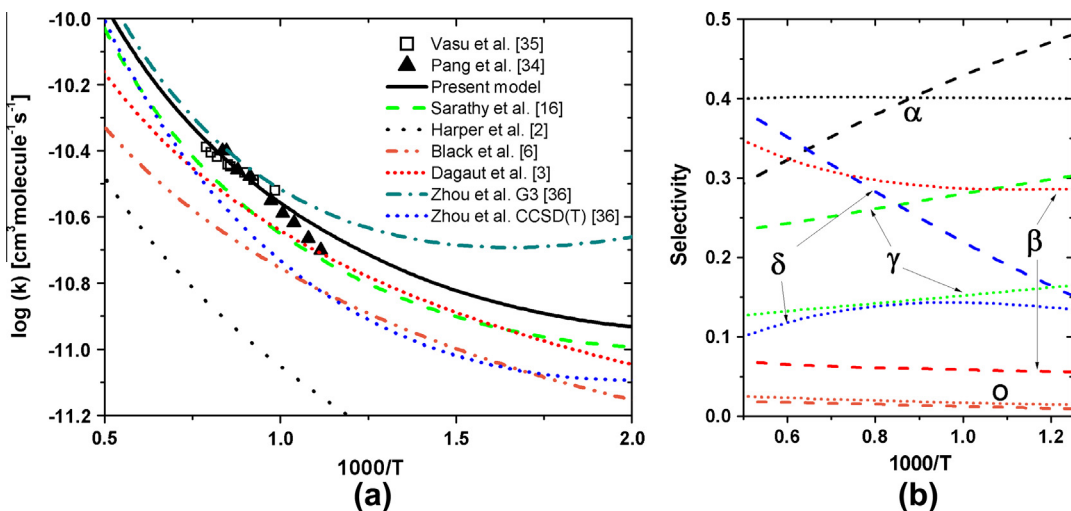 -10.0
-10.2
-10.4
-10.6
-10.8
-11.0
-11.2
log (k) [cm³molecule⁻¹s⁻¹]
0.5
1.0
1.5
2.0
1000/T
(a)
Vasu et al. [35]
Pang et al. [34]
Present model
Sarathy et al. [16]
Harper et al. [2]
Black et al. [6]
Dagaut et al. [3]
Zhou et al. G3 [36]
Zhou et al. CCSD(T) [36]
0.5
0.4
0.3
0.2
0.1
0.0
Selectivity
α
β
δ
γ
O
0.6
0.8
1.0
1.2
1000/T
(b)